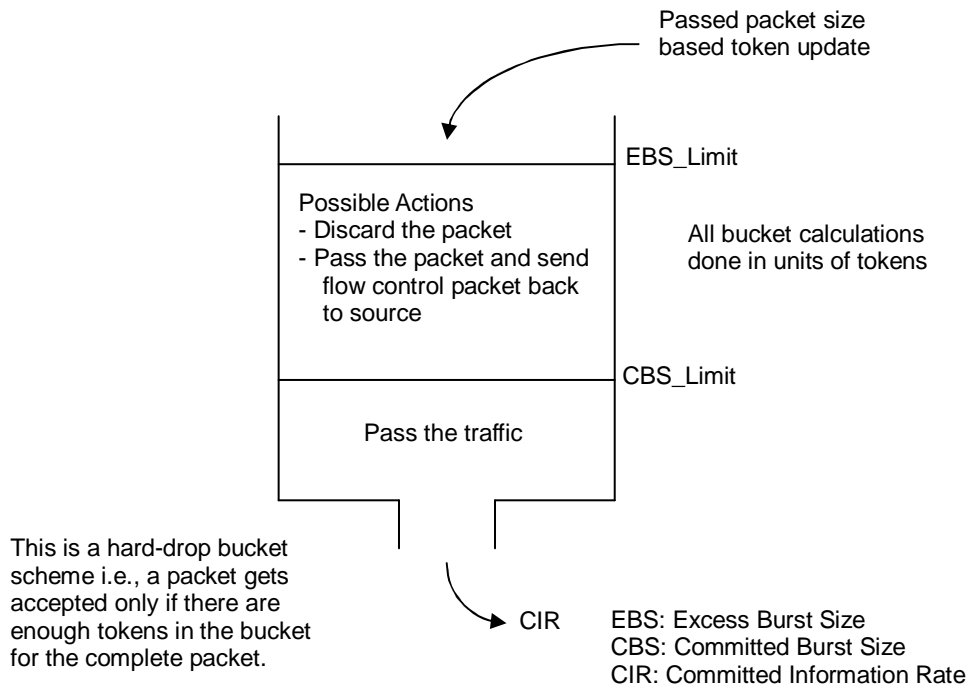 Passed packet size
based token update
EBS_Limit
Possible Actions
- Discard the packet
- Pass the packet and send
flow control packet back
to source
All bucket calculations
done in units of tokens
CBS_Limit
Pass the traffic
This is a hard-drop bucket
scheme i.e., a packet gets
accepted only if there are
enough tokens in the bucket
for the complete packet.
CIR
EBS: Excess Burst Size
CBS: Committed Burst Size
CIR: Committed Information Rate